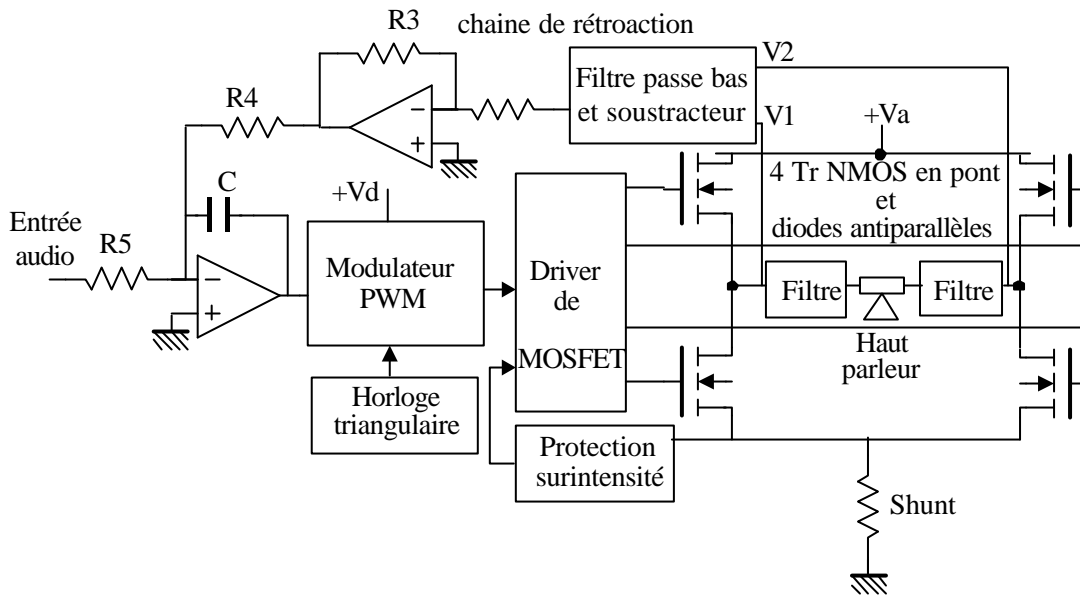 R3
chaine de rétroaction
Filtre passe bas
et soustracteur
V2
V1
+Va
R4
−
+
C
+Vd
4 Tr NMOS en pont
et
diodes antiparallèles
Entrée
audio
R5
−
+
Modulateur
PWM
Driver
de
MOSFET
Filtre
Filtre
Haut
parleur
Horloge
triangulaire
Protection
surintensité
Shunt